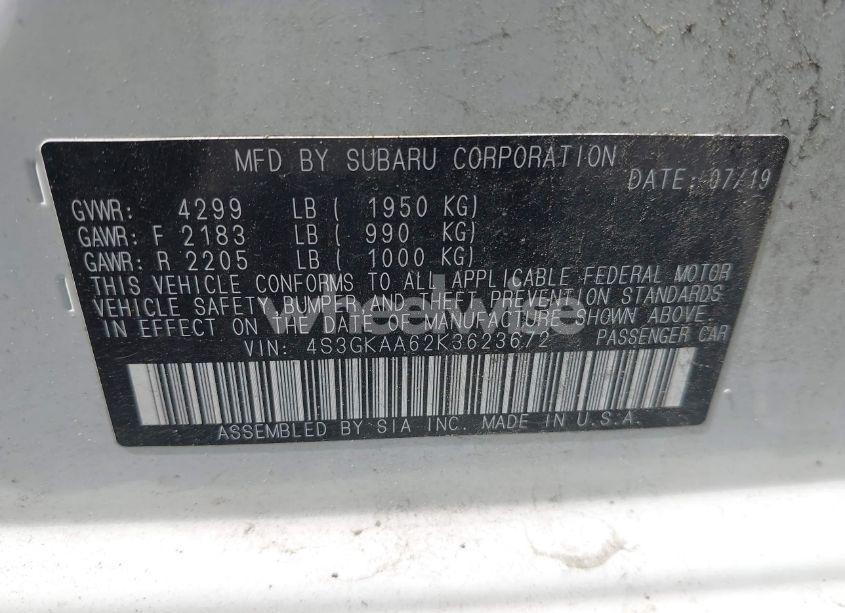 MFD BY SUBARU CORPORATION
DATE: 07/19
GVWR: 4299 LB ( 1950 KG)
GAWR: F 2183 LB ( 990 KG)
GAWR: R 2205 LB ( 1000 KG)
THIS VEHICLE CONFORMS TO ALL APPLICABLE FEDERAL MOTOR
VEHICLE SAFETY, BUMPER, AND THEFT PREVENTION STANDARDS
IN EFFECT ON THE DATE OF MANUFACTURE SHOWN ABOVE.
VIN: 4S3GKAA62K3623672 PASSENGER CAR
ASSEMBLED BY SIA INC. MADE IN U.S.A.
wheelwise